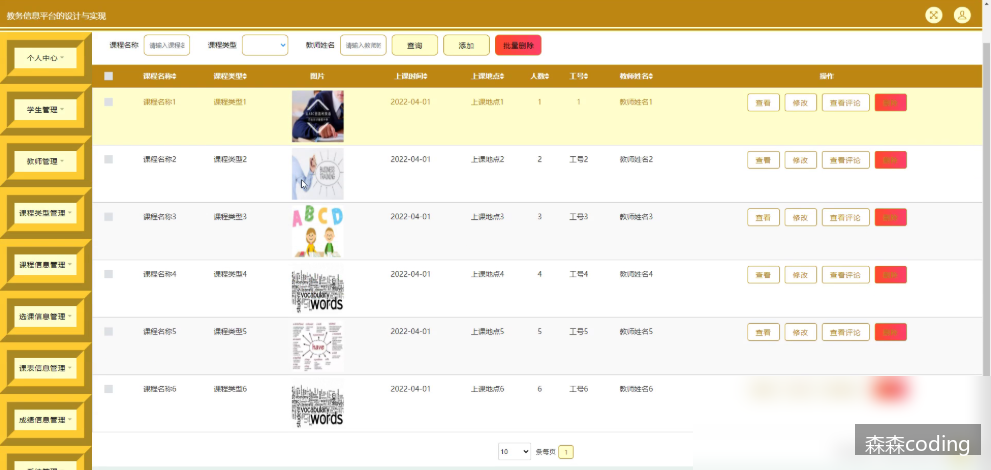 教务信息平台的设计与实现
个人中心
学生管理
教师管理
课程类型管理
课程信息管理
选课信息管理
课表信息管理
成绩信息管理
课程名称 请输入课程名 课程类型 教师姓名 请输入教师姓 查询 添加 批量删除
课程名称 课程类型 图片 上课时间 上课地点 人数 工号 教师姓名 操作
课程名称1 课程类型1 2022-04-01 上课地点1 1 1 教师姓名1 查看 修改 查看评论
课程名称2 课程类型2 2022-04-01 上课地点2 2 工号2 教师姓名2 查看 修改 查看评论
课程名称3 课程类型3 ABCD 2022-04-01 上课地点3 3 工号3 教师姓名3 查看 修改 查看评论
课程名称4 课程类型4 vocabulary words 2022-04-01 上课地点4 4 工号4 教师姓名4 查看 修改 查看评论
课程名称5 课程类型5 have 2022-04-01 上课地点5 5 工号5 教师姓名5 查看 修改 查看评论
课程名称6 课程类型6 vocabulary words 2022-04-01 上课地点6 6 工号6 教师姓名6
10 条每页 1
森森coding